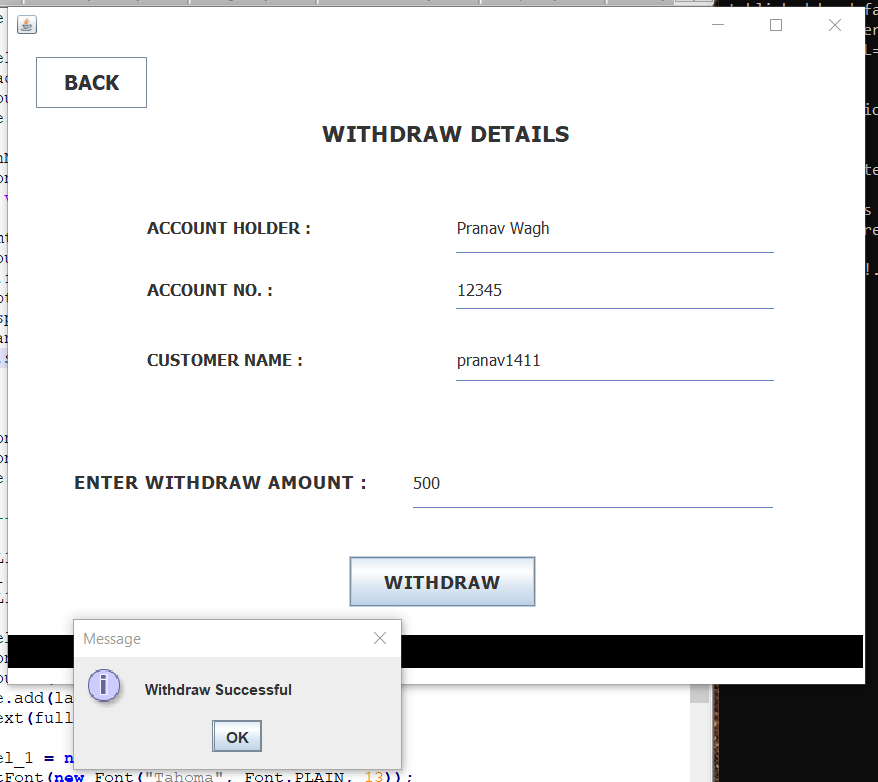 BACK
WITHDRAW DETAILS
ACCOUNT HOLDER : Pranav Wagh
ACCOUNT NO. : 12345
CUSTOMER NAME : pranav1411
ENTER WITHDRAW AMOUNT : 500
WITHDRAW
Message
Withdraw Successful
OK
e.add(la
ext(full
el_1 = n
tFont(new Font("Tahoma", Font.PLAIN, 13));